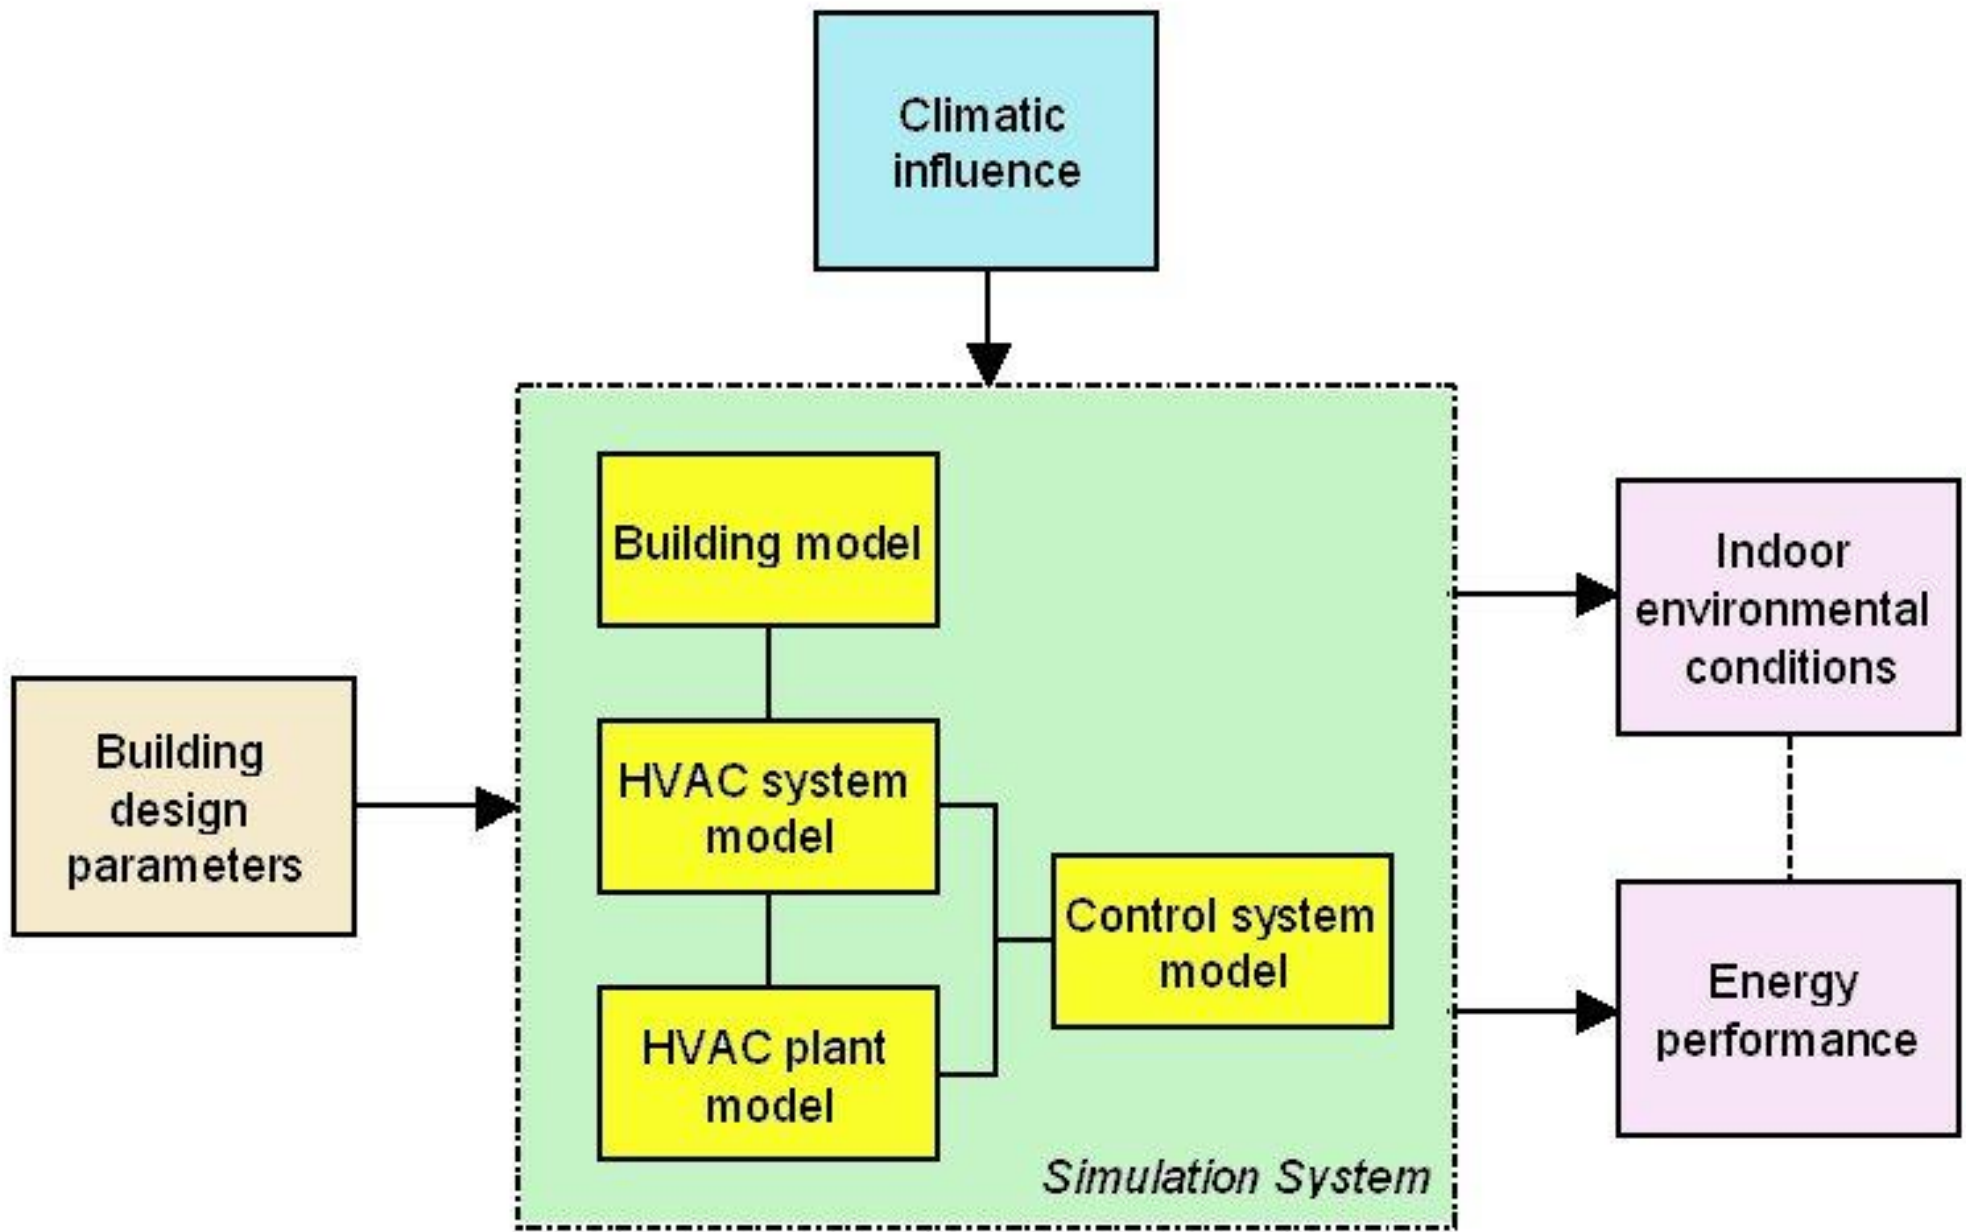 Climatic
influence
Building model
Indoor
environmental
conditions
Building
design
parameters
HVAC system
model
Control system
model
HVAC plant
model
Energy
performance
Simulation System